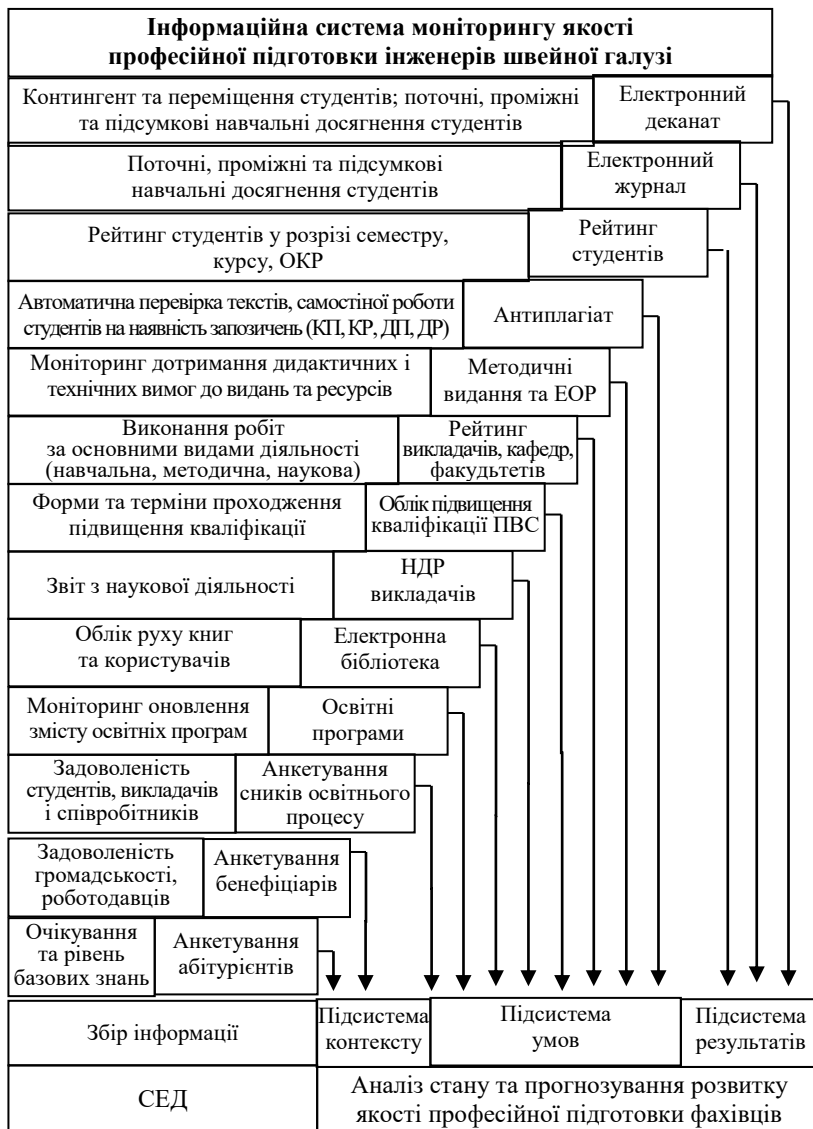 Інформаційна система моніторингу якості
професійної підготовки інженерів швейної галузі
Контингент та переміщення студентів; поточні, проміжні
та підсумкові навчальні досягнення студентів
Електронний
деканат
Поточні, проміжні та підсумкові
навчальні досягнення студентів
Електронний
журнал
Рейтинг студентів у розрізі семестру,
курсу, ОКР
Рейтинг
студентів
Автоматична перевірка текстів, самостіної роботи
студентів на наявність запозичень (КП, КР, ДП, ДР)
Антиплагіат
Моніторинг дотримання дидактичних і
технічних вимог до видань та ресурсів
Методичні
видання та ЕОР
Виконання робіт
за основними видами діяльності
(навчальна, методична, наукова)
Рейтинг
викладачів, кафедр,
факудьтетів
Форми та терміни проходження
підвищення кваліфікації
Облік підвищення
кваліфікації ПВС
Звіт з наукової діяльності
НДР
викладачів
Облік руху книг
та користувачів
Електронна
бібліотека
Моніторинг оновлення
змісту освітніх програм
Освітні
програми
Задоволеність
студентів, викладачів
і співробітників
Анкетування
сників освітнього
процесу
Задоволеність
громадськості,
роботодавців
Анкетування
бенефіціарів
Очікування
та рівень
базових знань
Анкетування
абітурієнтів
Збір інформації
Підсистема
контексту
Підсистема
умов
Підсистема
результатів
СЕД
Аналіз стану та прогнозування розвитку
якості професійної підготовки фахівців